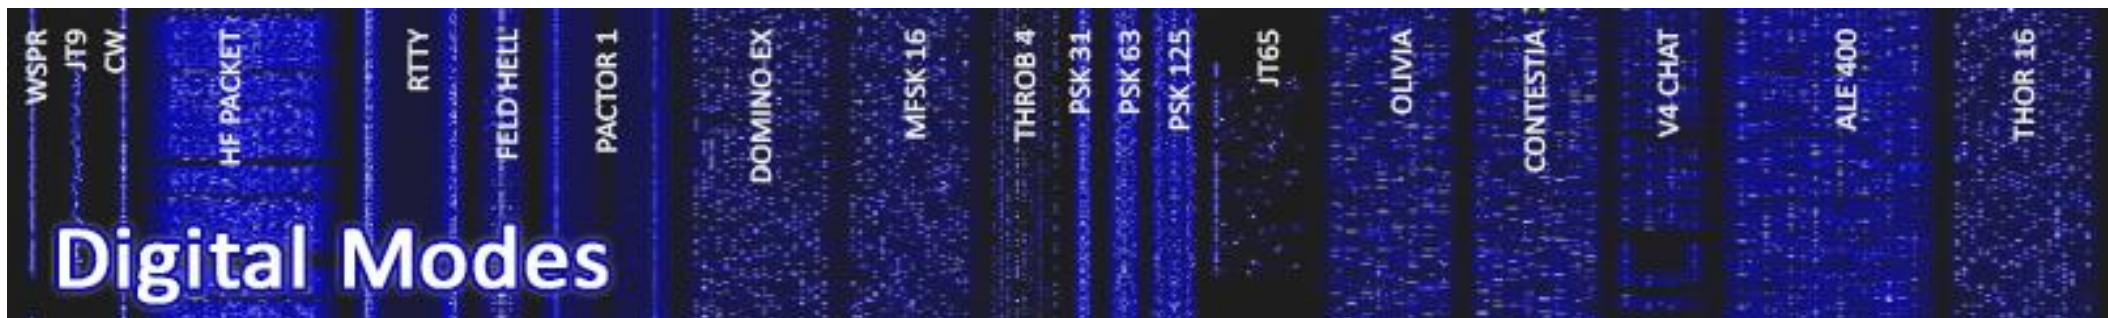 WSPR
JT9
CW
HF PACKET
RTTY
FELD HELL
PACTOR 1
DOMINO EX
MFSK 16
THROB 4
PSK 31
PSK 63
PSK 125
JT65
OLIVIA
CONTESTIA
V4 CHAT
ALE 400
THOR 16
Digital Modes